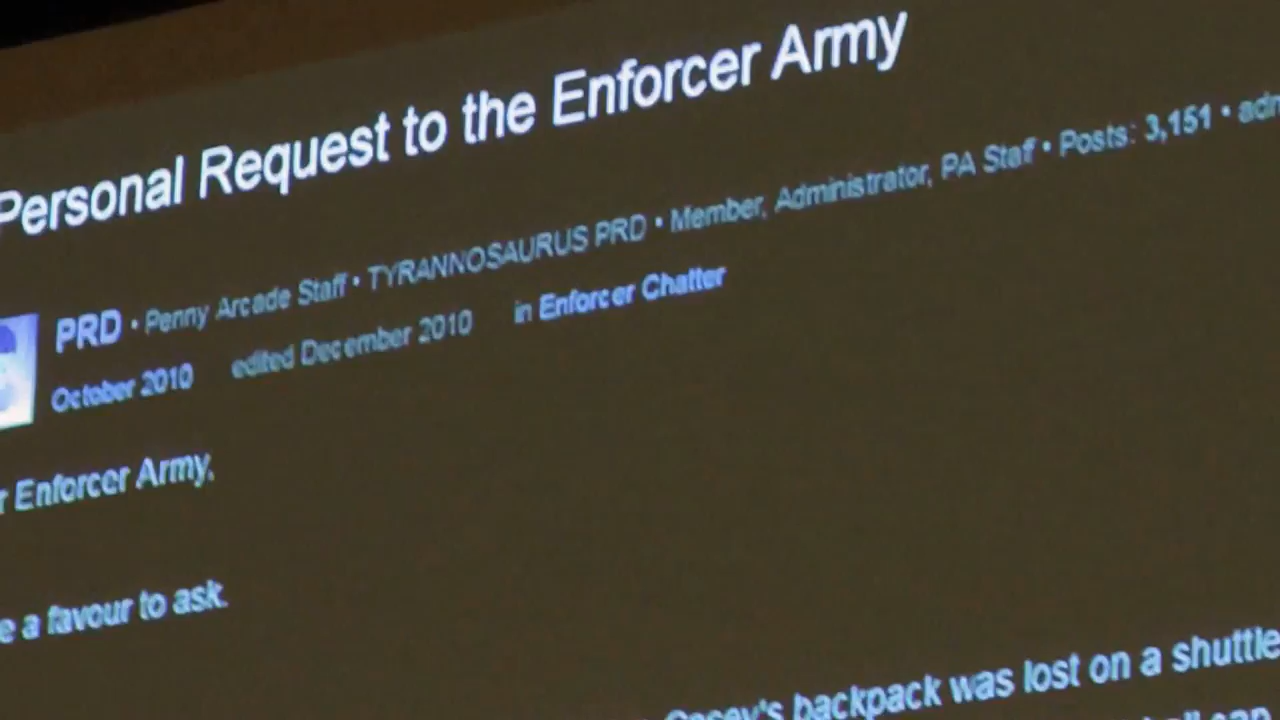 Personal Request to the Enforcer Army
PRD • Penny Arcade Staff • TYRANNOSAURUS PRD • Member, Administrator, PA Staff • Posts: 3,151 •
October 2010 edited December 2010 in Enforcer Chatter
Enforcer Army,
a favour to ask.
Casey's backpack was lost on a shuttle